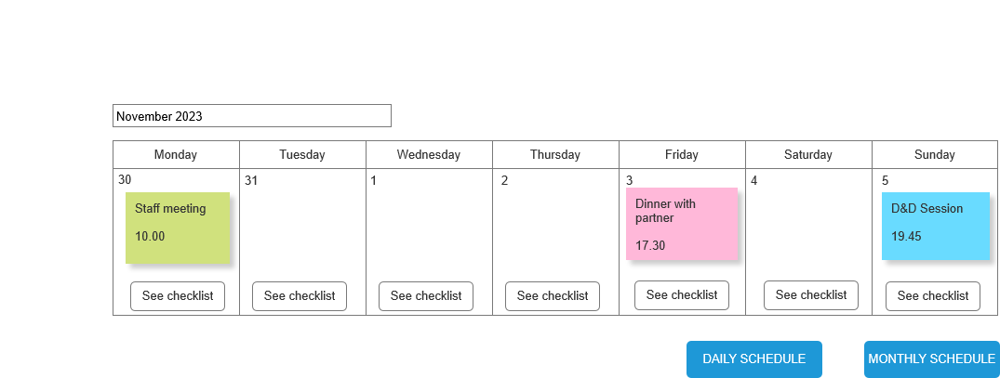 November 2023
Monday Tuesday Wednesday Thursday Friday Saturday Sunday
30 31 1 2 3 4 5
Staff meeting
10.00
Dinner with
partner
17.30
D&D Session
19.45
See checklist See checklist See checklist See checklist See checklist See checklist See checklist
DAILY SCHEDULE MONTHLY SCHEDULE